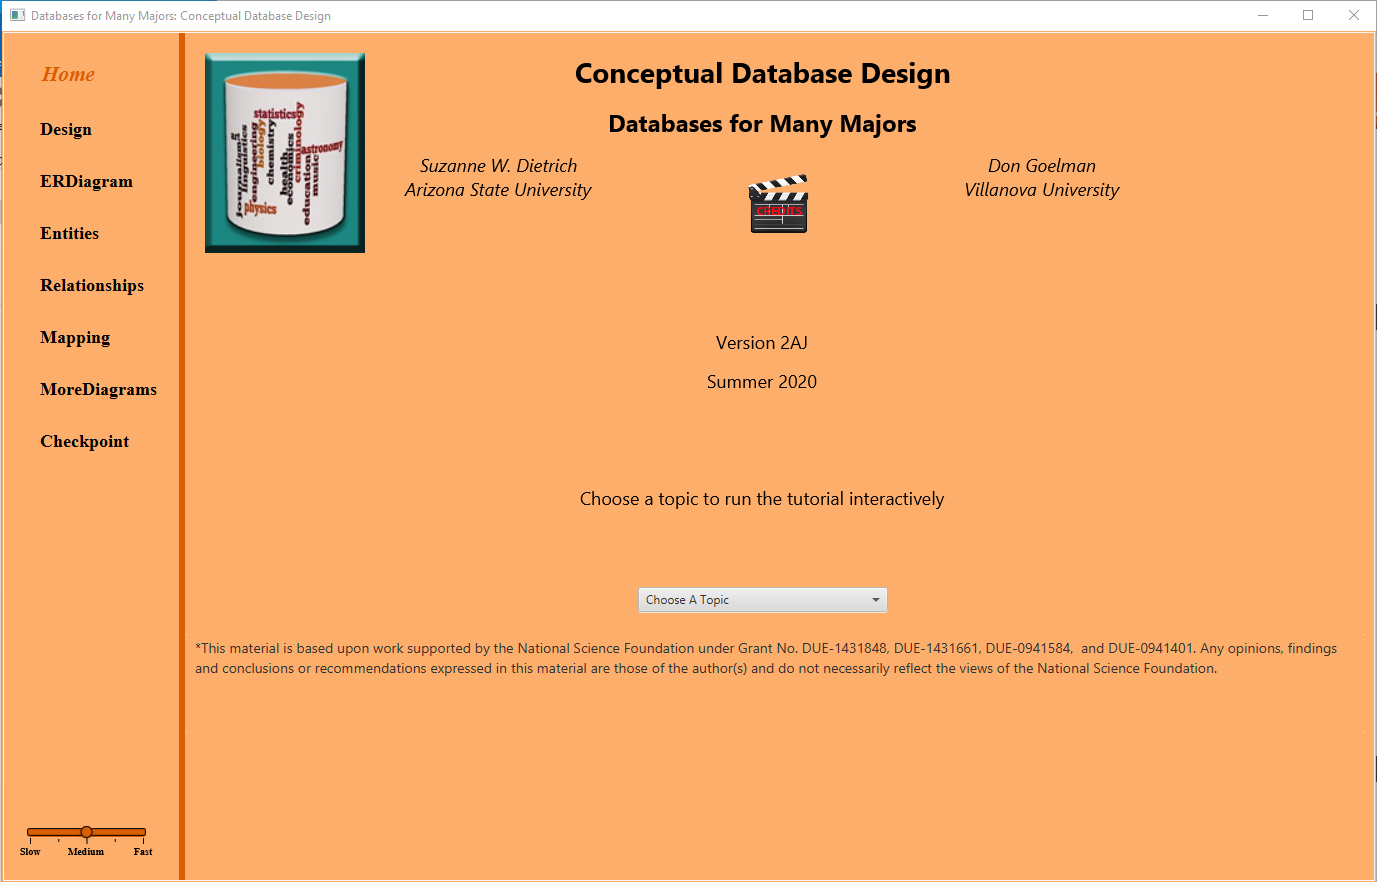 Databases for Many Majors: Conceptual Database Design
Home
Design
ERDiagram
Entities
Relationships
Mapping
MoreDiagrams
Checkpoint
Slow Medium Fast
statistics
art
journalism
linguistics
engineering
biology
chemistry
health
economics
criminology
astronomy
education
music
physics
Conceptual Database Design
Databases for Many Majors
Suzanne W. Dietrich
Arizona State University
CREDITS
Don Goelman
Villanova University
Version 2AJ
Summer 2020
Choose a topic to run the tutorial interactively
Choose A Topic
*This material is based upon work supported by the National Science Foundation under Grant No. DUE-1431848, DUE-1431661, DUE-0941584,  and DUE-0941401. Any opinions, findings
and conclusions or recommendations expressed in this material are those of the author(s) and do not necessarily reflect the views of the National Science Foundation.